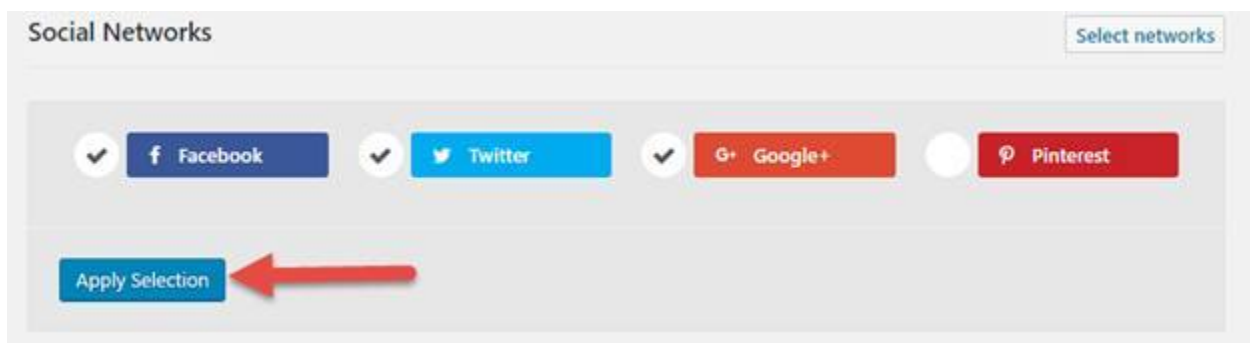 Social Networks
Select networks
Facebook
Twitter
G+ Google+
Pinterest
Apply Selection